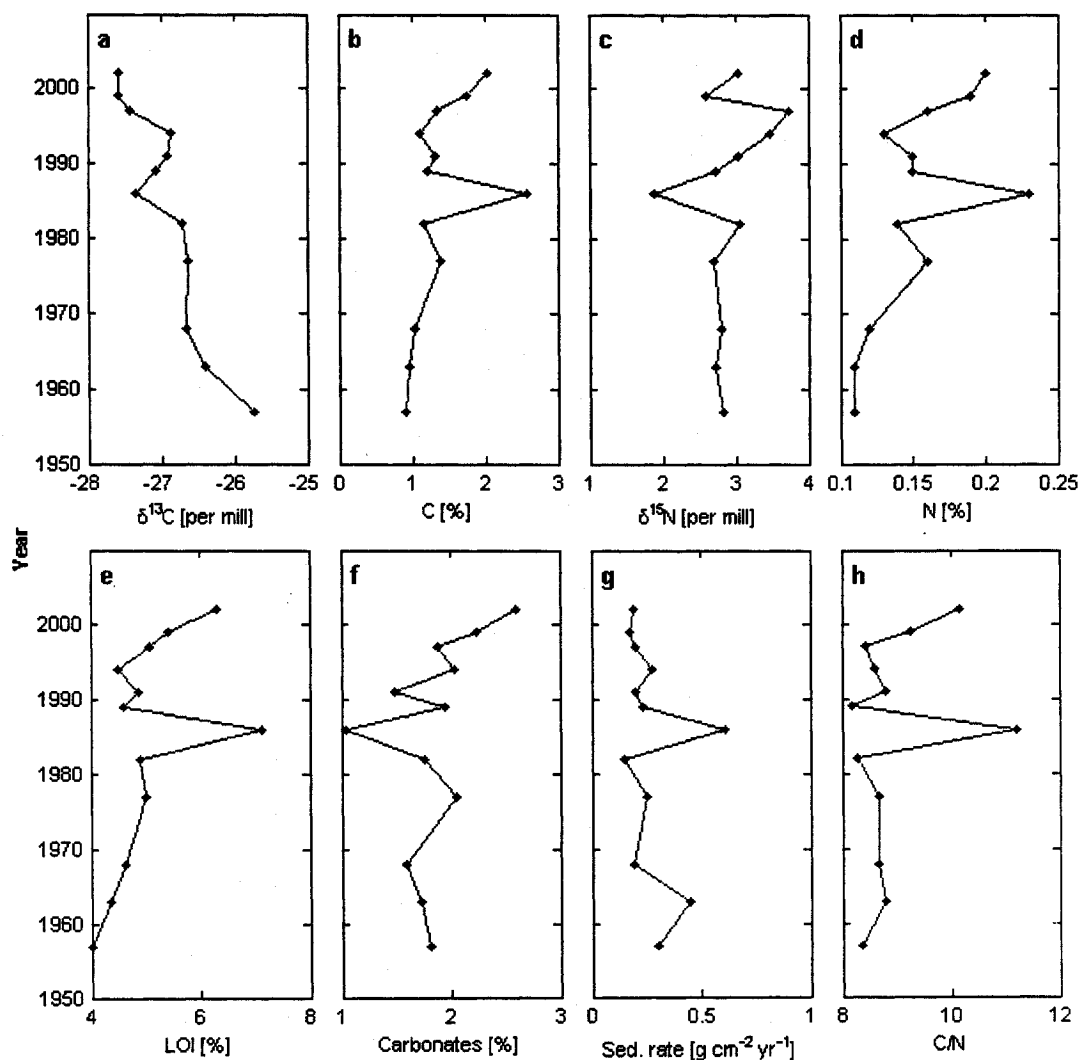 a b c d
2000
1990
1980
1970
1960
1950
-28 -27 -26 -25 0 1 2 3 1 2 3 4 0.1 0.15 0.2 0.25
δ¹³C [per mill] C [%] δ¹⁵N [per mill] N [%]
Year
e f g h
2000
1990
1980
1970
1960
1950
4 6 8 1 2 3 0 0.5 1 8 10 12
LOI [%] Carbonates [%] Sed. rate [g cm⁻² yr⁻¹] C/N